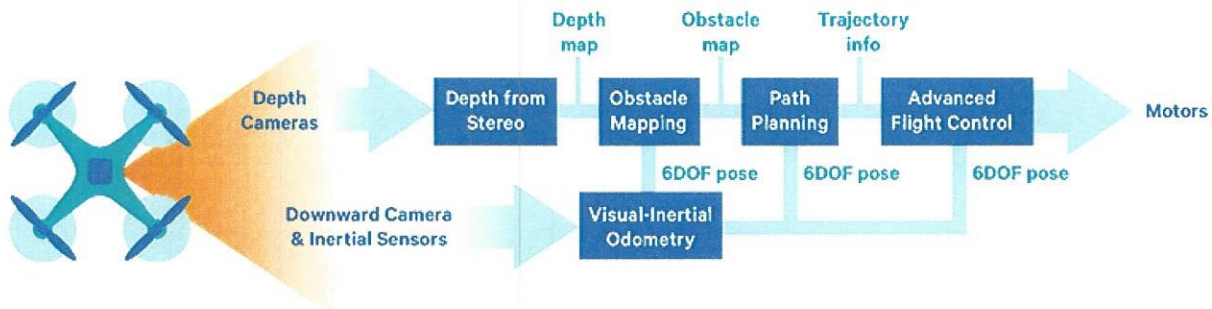 Depth
map
Obstacle
map
Trajectory
info
Depth
Cameras
Depth from
Stereo
Obstacle
Mapping
Path
Planning
Advanced
Flight Control
Motors
6DOF pose
6DOF pose
6DOF pose
Downward Camera
& Inertial Sensors
Visual-Inertial
Odometry